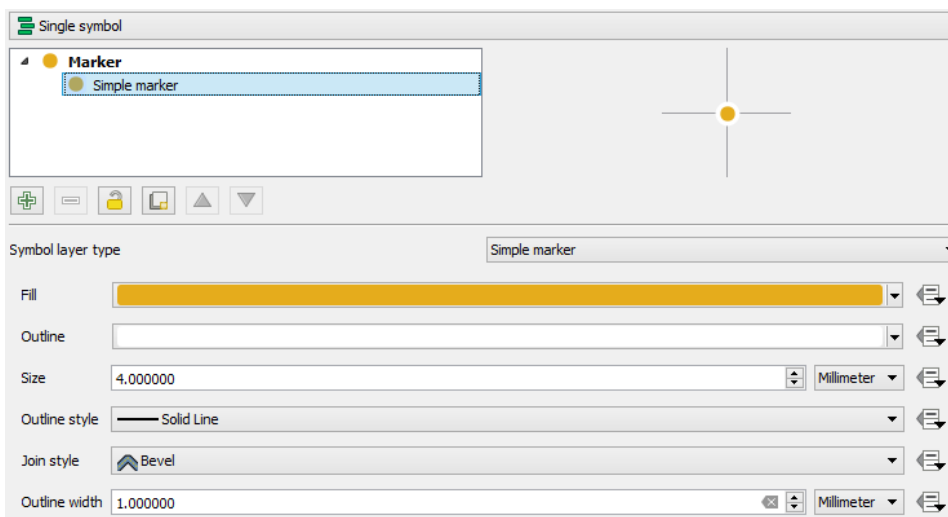 Single symbol
Marker
Simple marker
Symbol layer type Simple marker
Fill
Outline
Size 4.000000 Millimeter
Outline style Solid Line
Join style Bevel
Outline width 1.000000 Millimeter